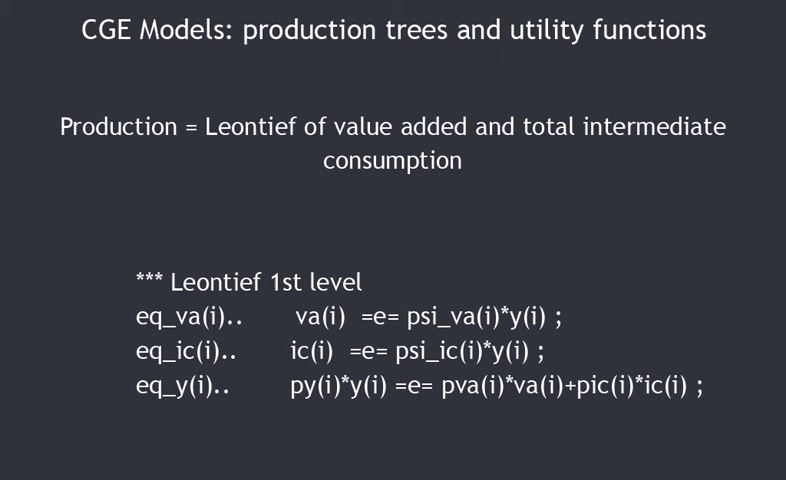 CGE Models: production trees and utility functions
Production = Leontief of value added and total intermediate
consumption
*** Leontief 1st level
eq_va(i).. va(i) =e= psi_va(i)*y(i) ;
eq_ic(i).. ic(i) =e= psi_ic(i)*y(i) ;
eq_y(i).. py(i)*y(i) =e= pva(i)*va(i)+pic(i)*ic(i) ;